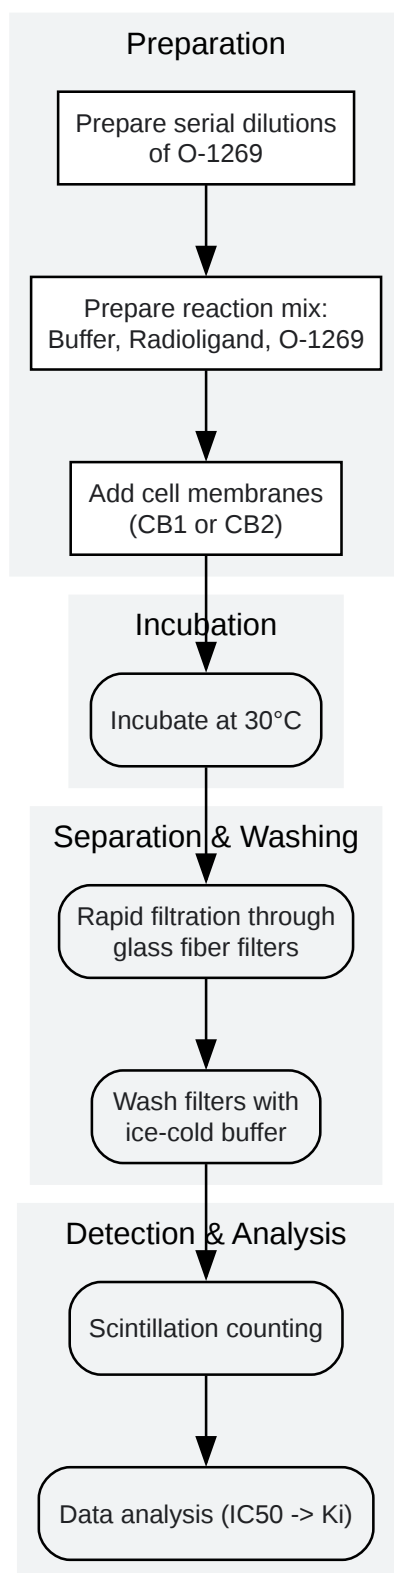 Preparation
Prepare serial dilutions
of O-1269
Prepare reaction mix:
Buffer, Radioligand, O-1269
Add cell membranes
(CB1 or CB2)
Incubation
Incubate at 30°C
Separation & Washing
Rapid filtration through
glass fiber filters
Wash filters with
ice-cold buffer
Detection & Analysis
Scintillation counting
Data analysis (IC50 -> Ki)